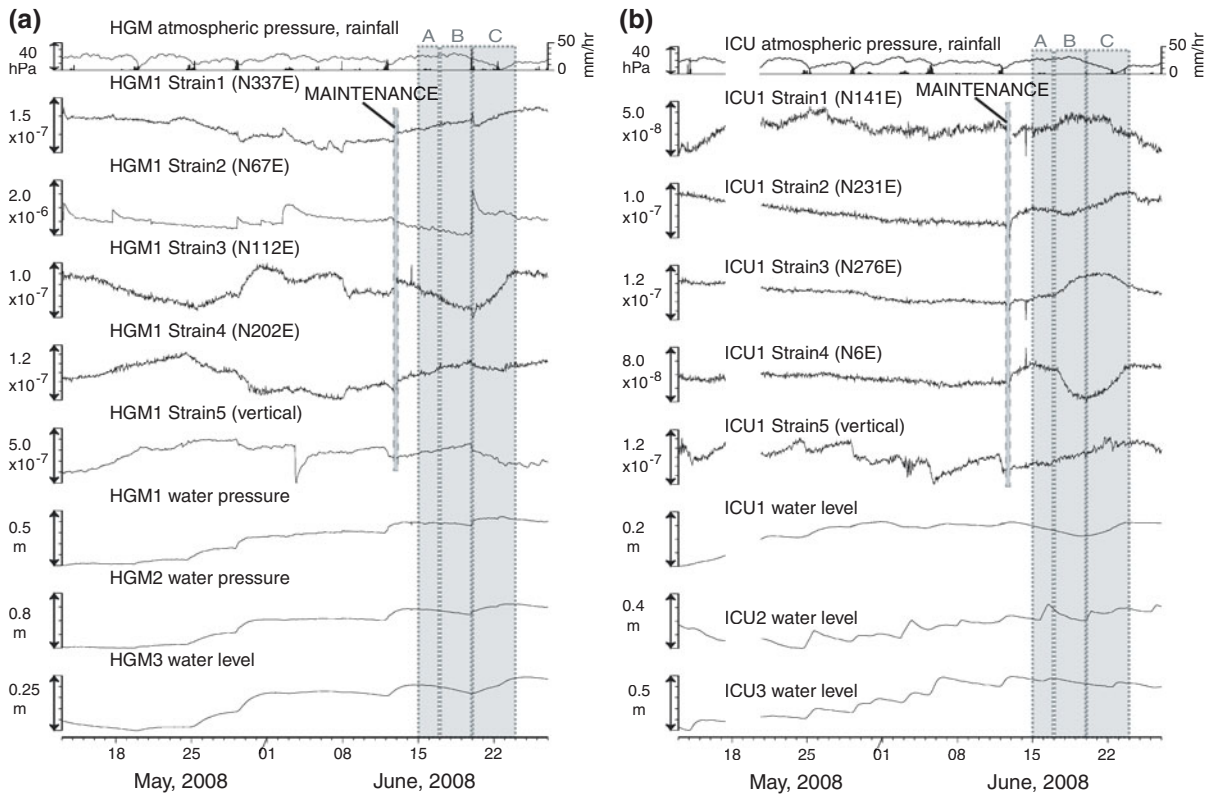 (a)
HGM atmospheric pressure, rainfall
A B C
40
hPa
50
0
mm/hr
HGM1 Strain1 (N337E)
MAINTENANCE
1.5
x10-7
HGM1 Strain2 (N67E)
2.0
x10-6
HGM1 Strain3 (N112E)
1.0
x10-7
HGM1 Strain4 (N202E)
1.2
x10-7
HGM1 Strain5 (vertical)
5.0
x10-7
HGM1 water pressure
0.5
m
HGM2 water pressure
0.8
m
HGM3 water level
0.25
m
18 25 01 08 15 22
May, 2008 June, 2008
(b)
ICU atmospheric pressure, rainfall
A B C
40
hPa
50
0
mm/hr
ICU1 Strain1 (N141E)
MAINTENANCE
5.0
x10-8
ICU1 Strain2 (N231E)
1.0
x10-7
ICU1 Strain3 (N276E)
1.2
x10-7
ICU1 Strain4 (N6E)
8.0
x10-8
ICU1 Strain5 (vertical)
1.2
x10-7
ICU1 water level
0.2
m
ICU2 water level
0.4
m
ICU3 water level
0.5
m
18 25 01 08 15 22
May, 2008 June, 2008